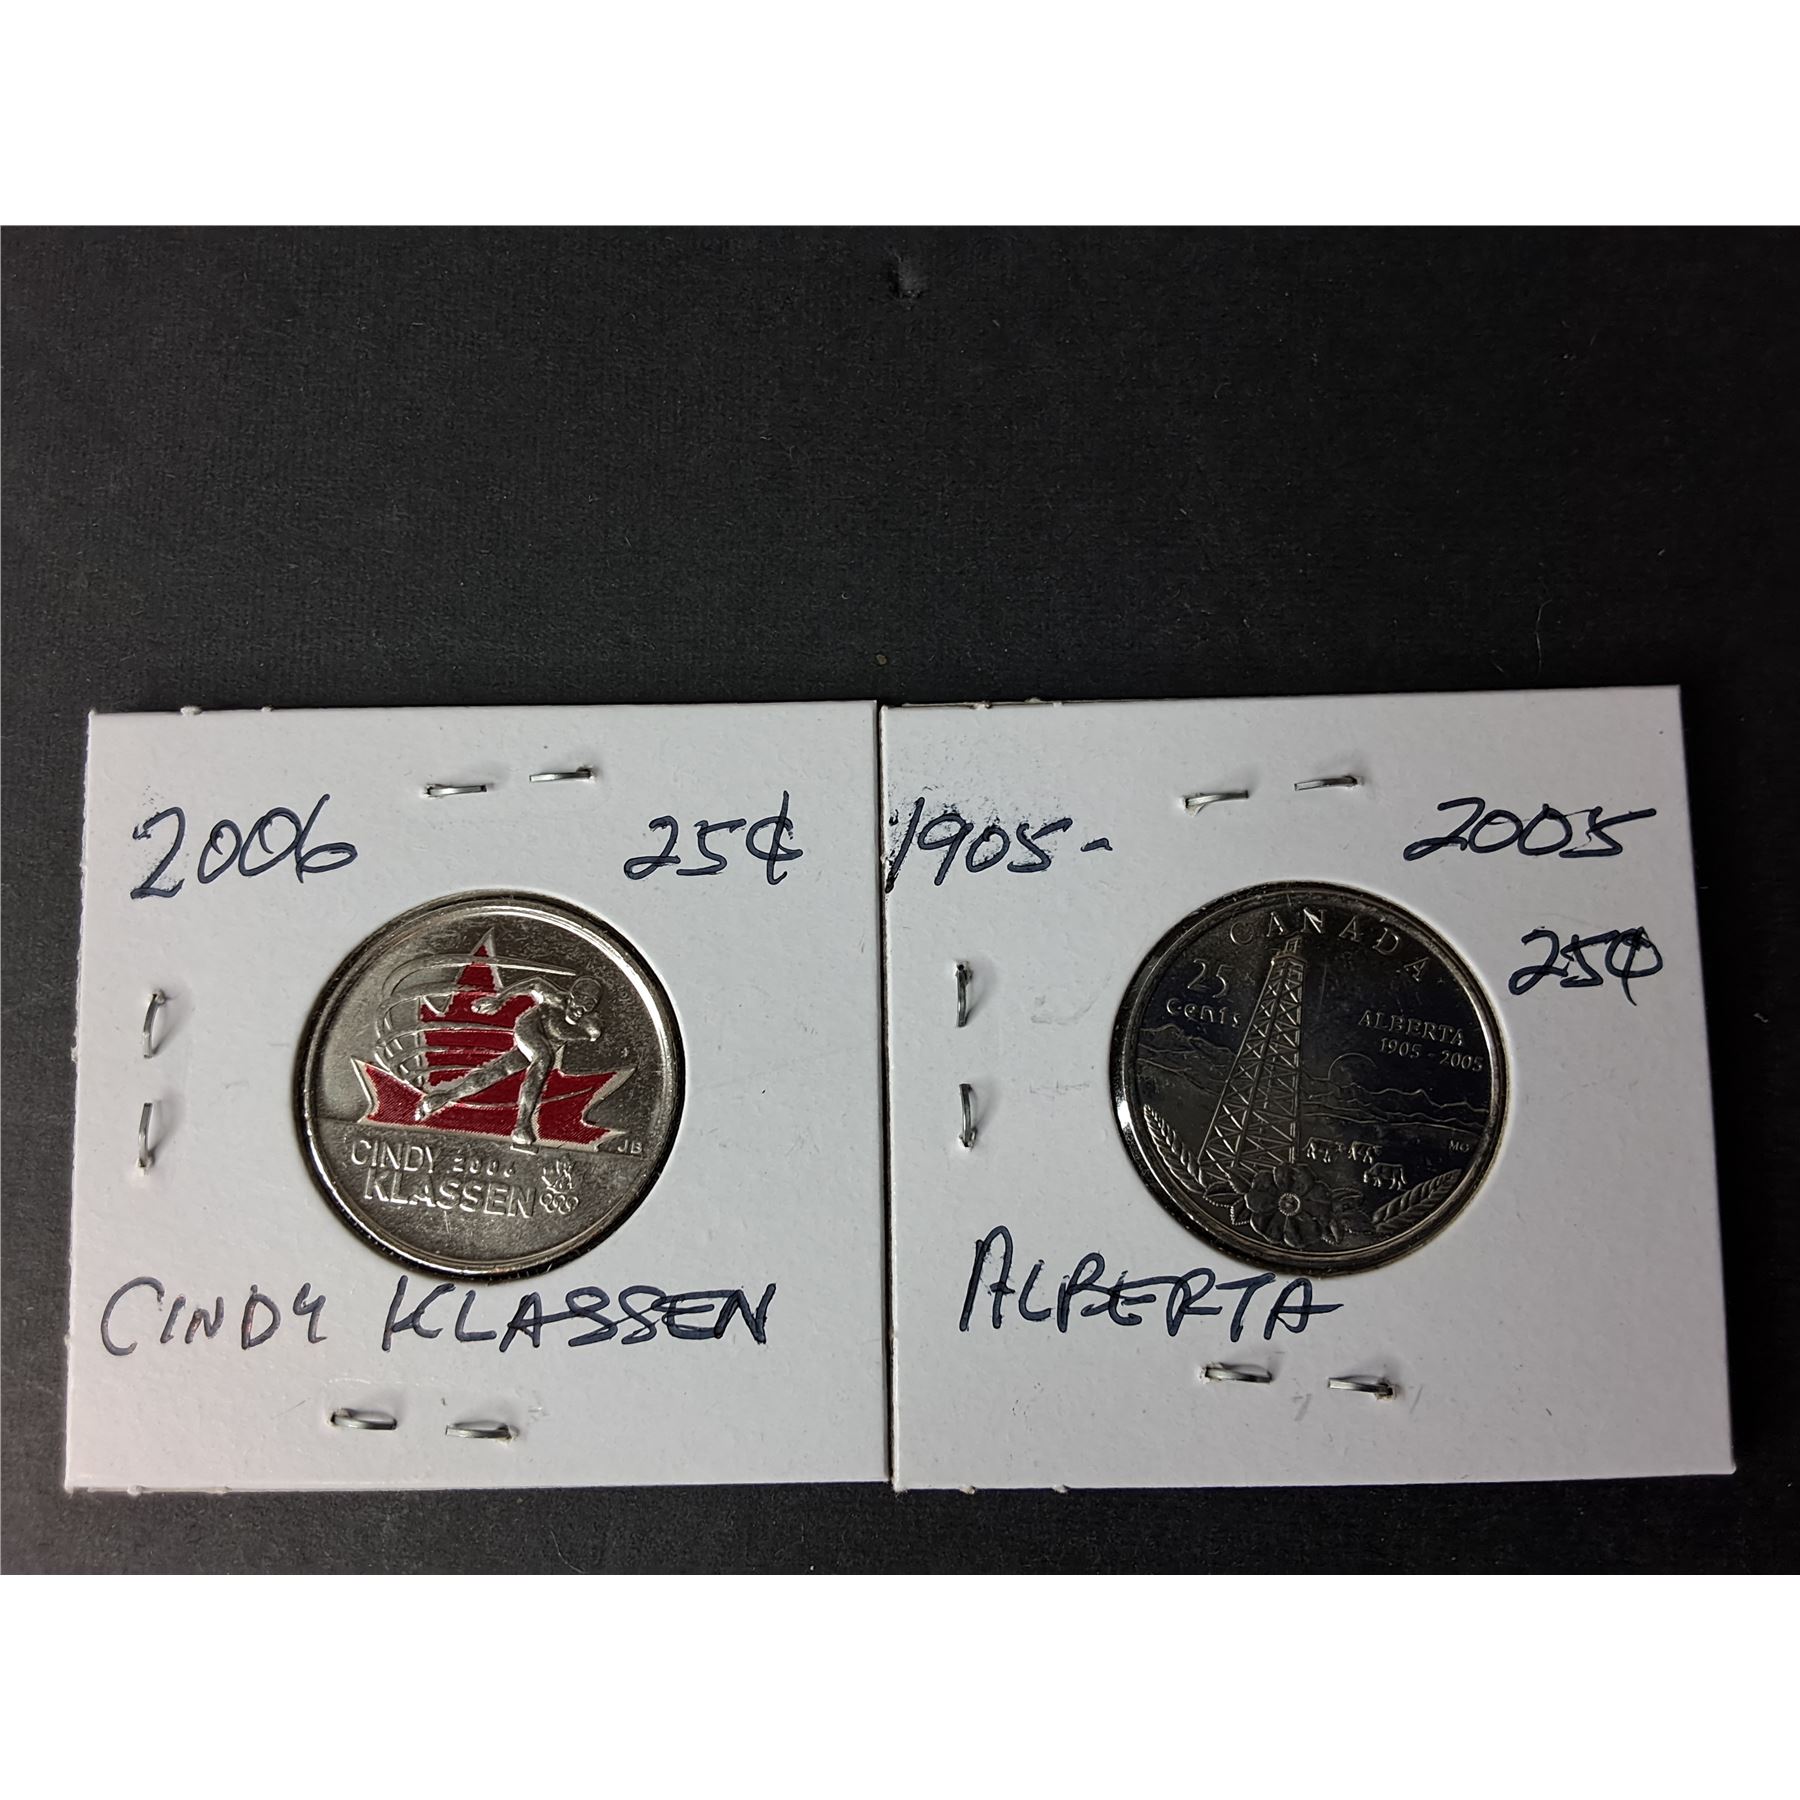 2006 25¢
JB
CINDY 2006
KLASSEN
CINDY KLASSEN
1905- 2005
25¢
CANADA
25
cents
ALBERTA
1905 - 2005
MG
ALBERTA